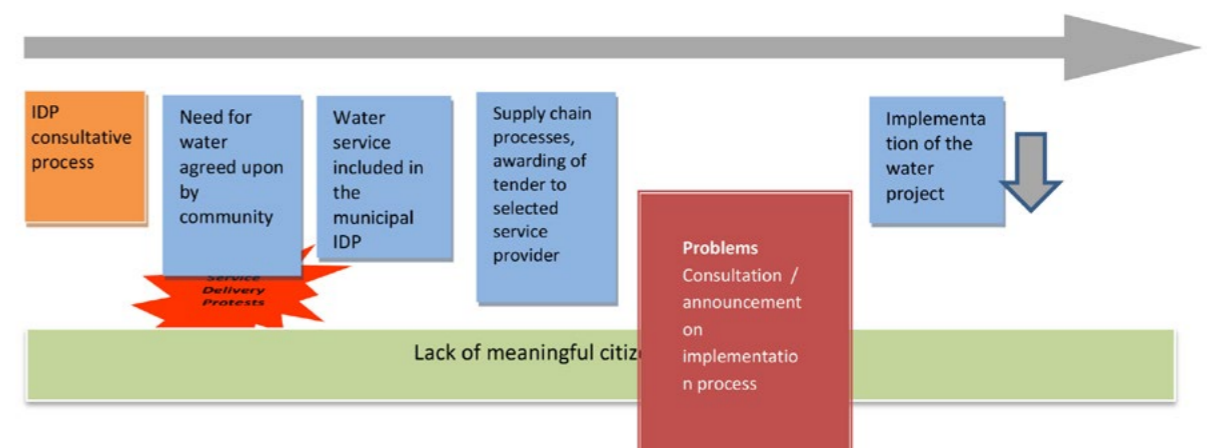 IDP
consultative
process
Need for
water
agreed upon
by
community
Water
service
included in
the
municipal
IDP
Supply chain
processes,
awarding of
tender to
selected
service
provider
Problems
Consultation /
announcement
on
implementatio
n process
Implementa
tion of the
water
project
Service
Delivery
Protests
Lack of meaningful citiz